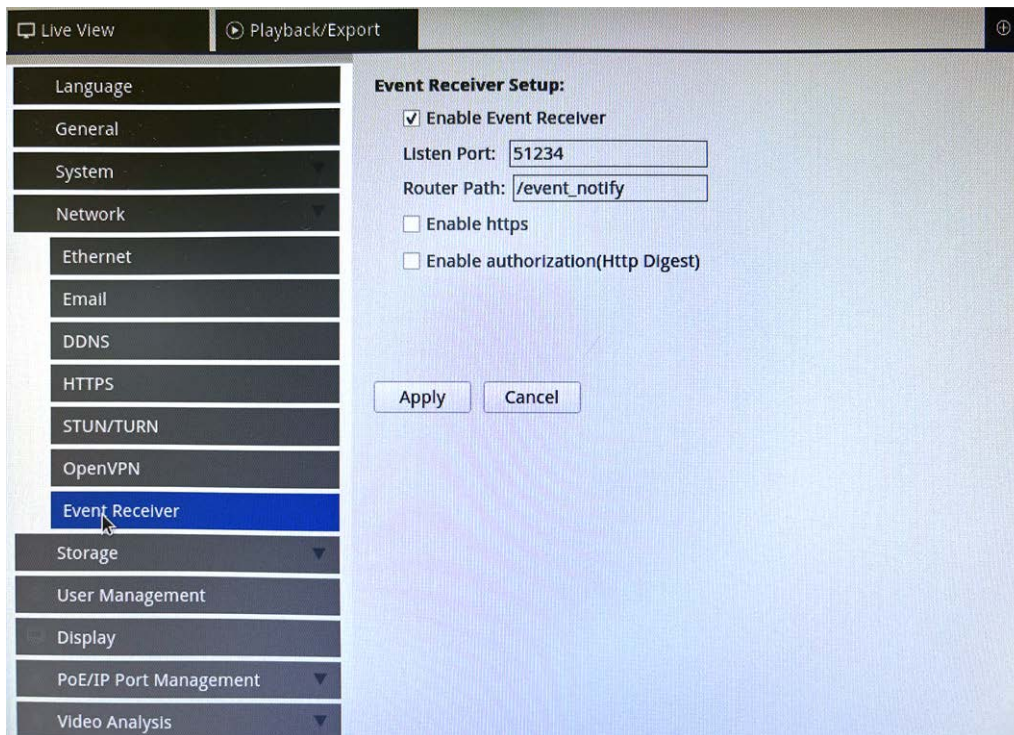 Live View
Playback/Export
Language
General
System
Network
Ethernet
Email
DDNS
HTTPS
STUN/TURN
OpenVPN
Event Receiver
Storage
User Management
Display
PoE/IP Port Management
Video Analysis
Event Receiver Setup:
Enable Event Receiver
Listen Port: 51234
Router Path: /event_notify
Enable https
Enable authorization(Http Digest)
Apply Cancel